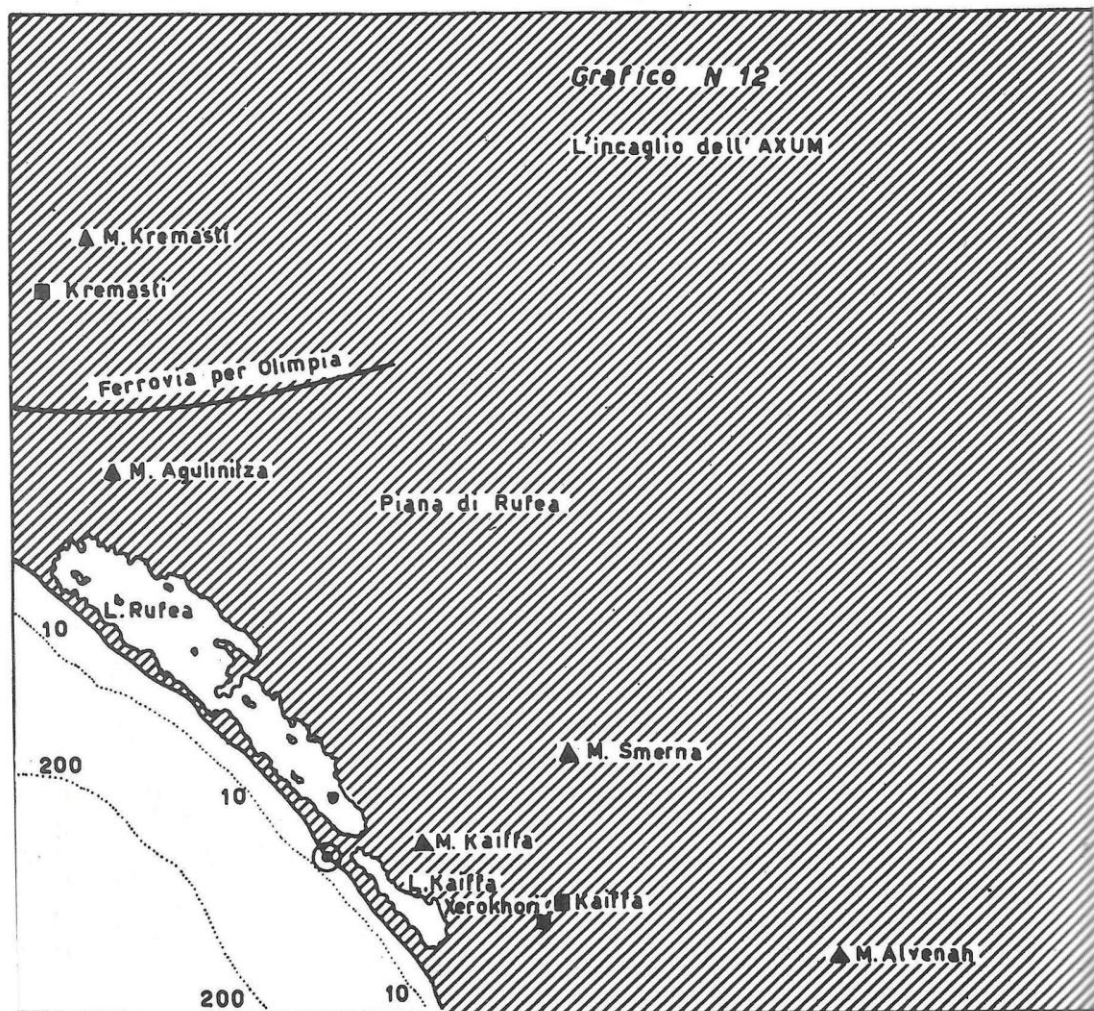 Grafico N 12
L'incaglio dell'AXUM
M. Kremasti
Kremasti
Ferrovia per Olimpia
M. Agulinitza
Piana di Rufea
L. Rufea
10
M. Smerna
200
10
M. Kaiffa
L. Kaiffa
Xerokhori
Kaiffa
M. Alvenah
200
10